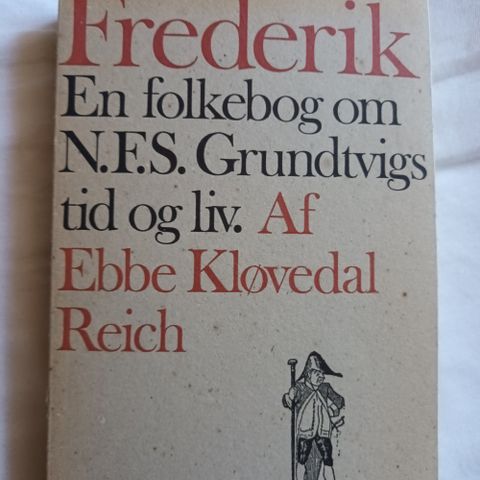 Frederik
En folkebog om
N.F.S. Grundtvigs
tid og liv. Af
Ebbe Kløvedal
Reich